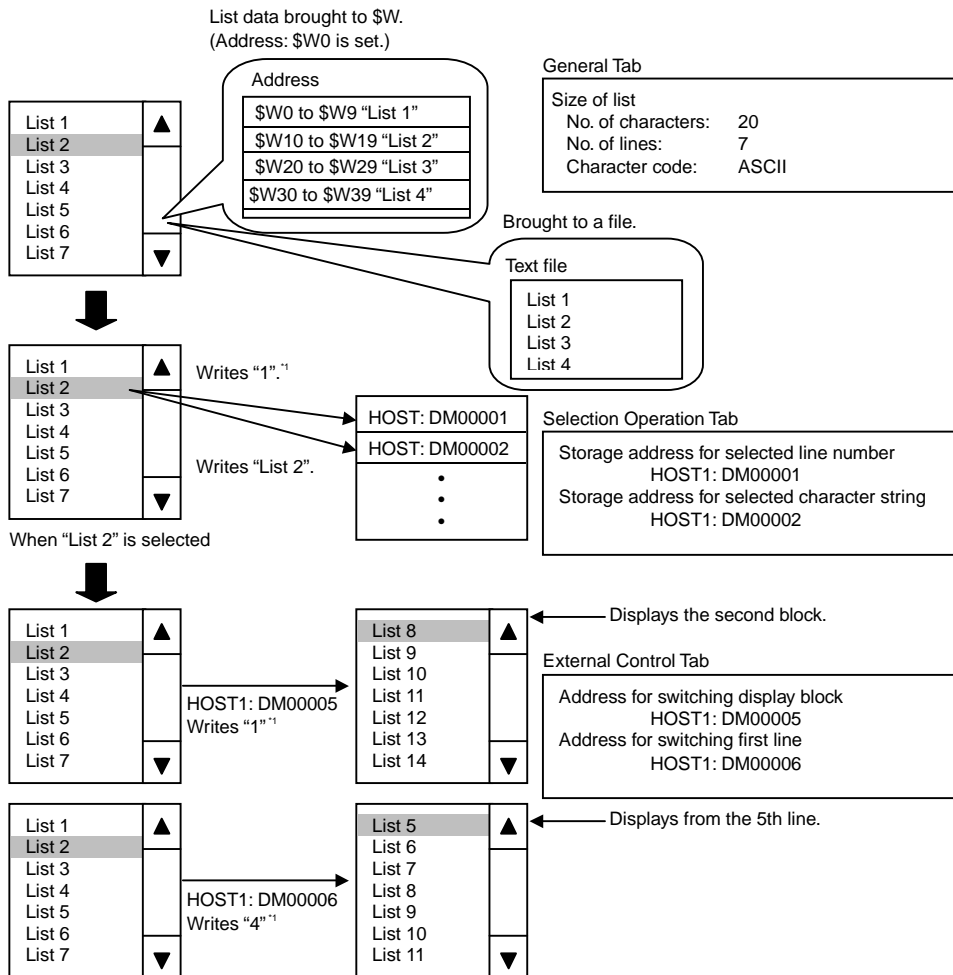 List data brought to $W.
(Address: $W0 is set.)
Address
$W0 to $W9 “List 1”
$W10 to $W19 “List 2”
$W20 to $W29 “List 3”
$W30 to $W39 “List 4”
General Tab
Size of list
No. of characters: 20
No. of lines: 7
Character code: ASCII
List 1
List 2
List 3
List 4
List 5
List 6
List 7
Brought to a file.
Text file
List 1
List 2
List 3
List 4
List 1
List 2
List 3
List 4
List 5
List 6
List 7
Writes “1”.*1
Writes “List 2”.
HOST: DM00001
HOST: DM00002
Selection Operation Tab
Storage address for selected line number
HOST1: DM00001
Storage address for selected character string
HOST1: DM00002
When “List 2” is selected
List 1
List 2
List 3
List 4
List 5
List 6
List 7
HOST1: DM00005
Writes “1”*1
List 8
List 9
List 10
List 11
List 12
List 13
List 14
Displays the second block.
External Control Tab
Address for switching display block
HOST1: DM00005
Address for switching first line
HOST1: DM00006
List 1
List 2
List 3
List 4
List 5
List 6
List 7
HOST1: DM00006
Writes “4”*1
List 5
List 6
List 7
List 8
List 9
List 10
List 11
Displays from the 5th line.